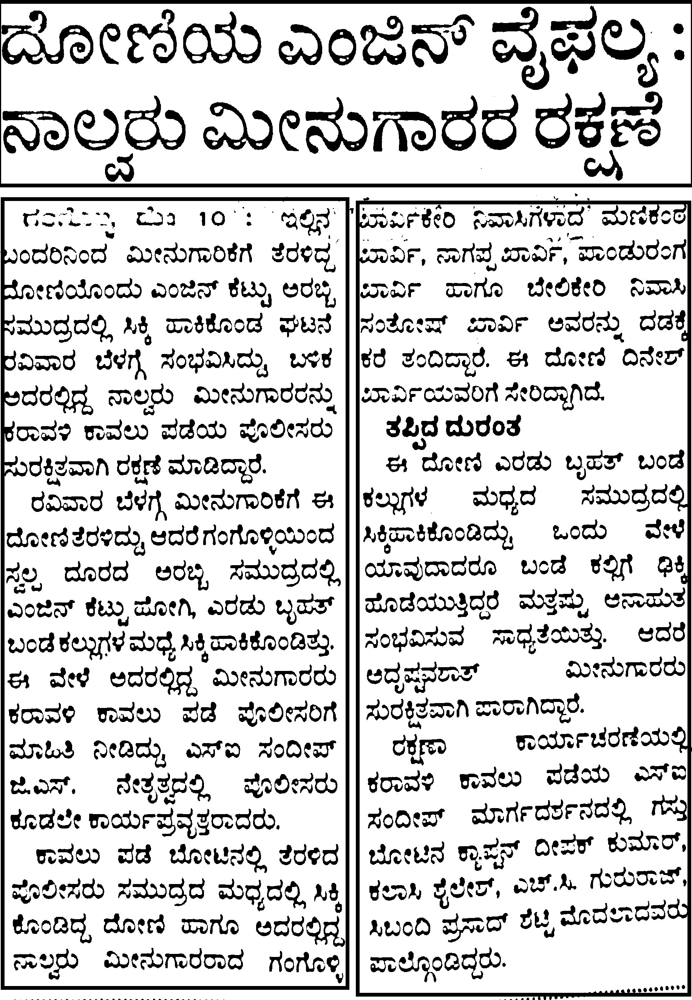 ದೋಣಿಯ ಎಂಜಿನ್ ವೈಫಲ್ಯ :
ನಾಲ್ವರು ಮೀನುಗಾರರ ರಕ್ಷಣೆ
10 : ಇಲ್ಲಿನ
ಬಂದರಿನಿಂದ ಮೀನುಗಾರಿಕೆಗೆ ತೆರಳಿದ್ದ
ದೋಣಿಯೊಂದು ಎಂಜಿನ್ ಕೆಟ್ಟು ಅರಬ್ಬಿ
ಸಮುದ್ರದಲ್ಲಿ ಸಿಕ್ಕಿ ಹಾಕಿಕೊಂಡ ಘಟನೆ
ರವಿವಾರ ಬೆಳಗ್ಗೆ ಸಂಭವಿಸಿದ್ದು, ಬಳಿಕ
ಅದರಲ್ಲಿದ್ದ ನಾಲ್ವರು ಮೀನುಗಾರರನ್ನು
ಕರಾವಳಿ ಕಾವಲು ಪಡೆಯ ಪೊಲೀಸರು
ಸುರಕ್ಷಿತವಾಗಿ ರಕ್ಷಣೆ ಮಾಡಿದ್ದಾರೆ.
ರವಿವಾರ ಬೆಳಗ್ಗೆ ಮೀನುಗಾರಿಕೆಗೆ ಈ
ದೋಣಿ ತೆರಳಿದ್ದು, ಆದರೆ ಗಂಗೊಳ್ಳಿಯಿಂದ
ಸ್ವಲ್ಪ ದೂರದ ಅರಬ್ಬಿ ಸಮುದ್ರದಲ್ಲಿ
ಎಂಜಿನ್ ಕೆಟ್ಟು ಹೋಗಿ, ಎರಡು ಬೃಹತ್
ಬಂಡೆ ಕಲ್ಲುಗಳ ಮಧ್ಯೆ ಸಿಕ್ಕಿ ಹಾಕಿಕೊಂಡಿತ್ತು.
ಈ ವೇಳೆ ಅದರಲ್ಲಿದ್ದ ಮೀನುಗಾರರು
ಕರಾವಳಿ ಕಾವಲು ಪಡೆ ಪೊಲೀಸರಿಗೆ
ಮಾಹಿತಿ ನೀಡಿದ್ದು, ಎಸ್ಐ ಸಂದೀಪ್
ಜಿ.ಎಸ್. ನೇತೃತ್ವದಲ್ಲಿ ಪೊಲೀಸರು
ಕೂಡಲೇ ಕಾರ್ಯಪ್ರವೃತ್ತರಾದರು.
ಕಾವಲು ಪಡೆ ಬೋಟಿನಲ್ಲಿ ತೆರಳಿದ
ಪೊಲೀಸರು ಸಮುದ್ರದ ಮಧ್ಯದಲ್ಲಿ ಸಿಕ್ಕಿ
ಕೊಂಡಿದ್ದ ದೋಣಿ ಹಾಗೂ ಅದರಲ್ಲಿದ್ದ
ನಾಲ್ವರು ಮೀನುಗಾರರಾದ ಗಂಗೊಳ್ಳಿ
ಖಾರ್ವಿಕೇರಿ ನಿವಾಸಿಗಳಾದ ಮಣಿಕಂಠ
ಖಾರ್ವಿ, ನಾಗಪ್ಪ ಖಾರ್ವಿ, ಪಾಂಡುರಂಗ
ಖಾರ್ವಿ ಹಾಗೂ ಬೇಲಿಕೇರಿ ನಿವಾಸಿ
ಸಂತೋಷ್ ಖಾರ್ವಿ ಅವರನ್ನು ದಡಕ್ಕೆ
ಕರೆ ತಂದಿದ್ದಾರೆ. ಈ ದೋಣಿ ದಿನೇಶ್
ಖಾರ್ವಿಯವರಿಗೆ ಸೇರಿದ್ದಾಗಿದೆ.
ತಪ್ಪಿದ ದುರಂತ
ಈ ದೋಣಿ ಎರಡು ಬೃಹತ್ ಬಂಡೆ
ಕಲ್ಲುಗಳ ಮಧ್ಯದ ಸಮುದ್ರದಲ್ಲಿ
ಸಿಕ್ಕಿಹಾಕಿಕೊಂಡಿದ್ದು, ಒಂದು ವೇಳೆ
ಯಾವುದಾದರೂ ಬಂಡೆ ಕಲ್ಲಿಗೆ ಢಿಕ್ಕಿ
ಹೊಡೆಯುತ್ತಿದ್ದರೆ ಮತ್ತಷ್ಟು ಅನಾಹುತ
ಸಂಭವಿಸುವ ಸಾಧ್ಯತೆಯಿತ್ತು. ಆದರೆ
ಅದೃಷ್ಟವಶಾತ್ ಮೀನುಗಾರರು
ಸುರಕ್ಷಿತವಾಗಿ ಪಾರಾಗಿದ್ದಾರೆ.
ರಕ್ಷಣಾ ಕಾರ್ಯಾಚರಣೆಯಲ್ಲಿ
ಕರಾವಳಿ ಕಾವಲು ಪಡೆಯ ಎಸ್ಐ
ಸಂದೀಪ್ ಮಾರ್ಗದರ್ಶನದಲ್ಲಿ ಗಸ್ತು
ಬೋಟಿನ ಕ್ಯಾಪ್ಟನ್ ದೀಪಕ್ ಕುಮಾರ್,
ಕಲಾಸಿ ಶೈಲೇಶ್, ಎಚ್.ಸಿ. ಗುರುರಾಜ್,
ಸಿಬಂದಿ ಪ್ರಸಾದ್ ಶೆಟ್ಟಿ ಮೊದಲಾದವರು
ಪಾಲ್ಗೊಂಡಿದ್ದರು.